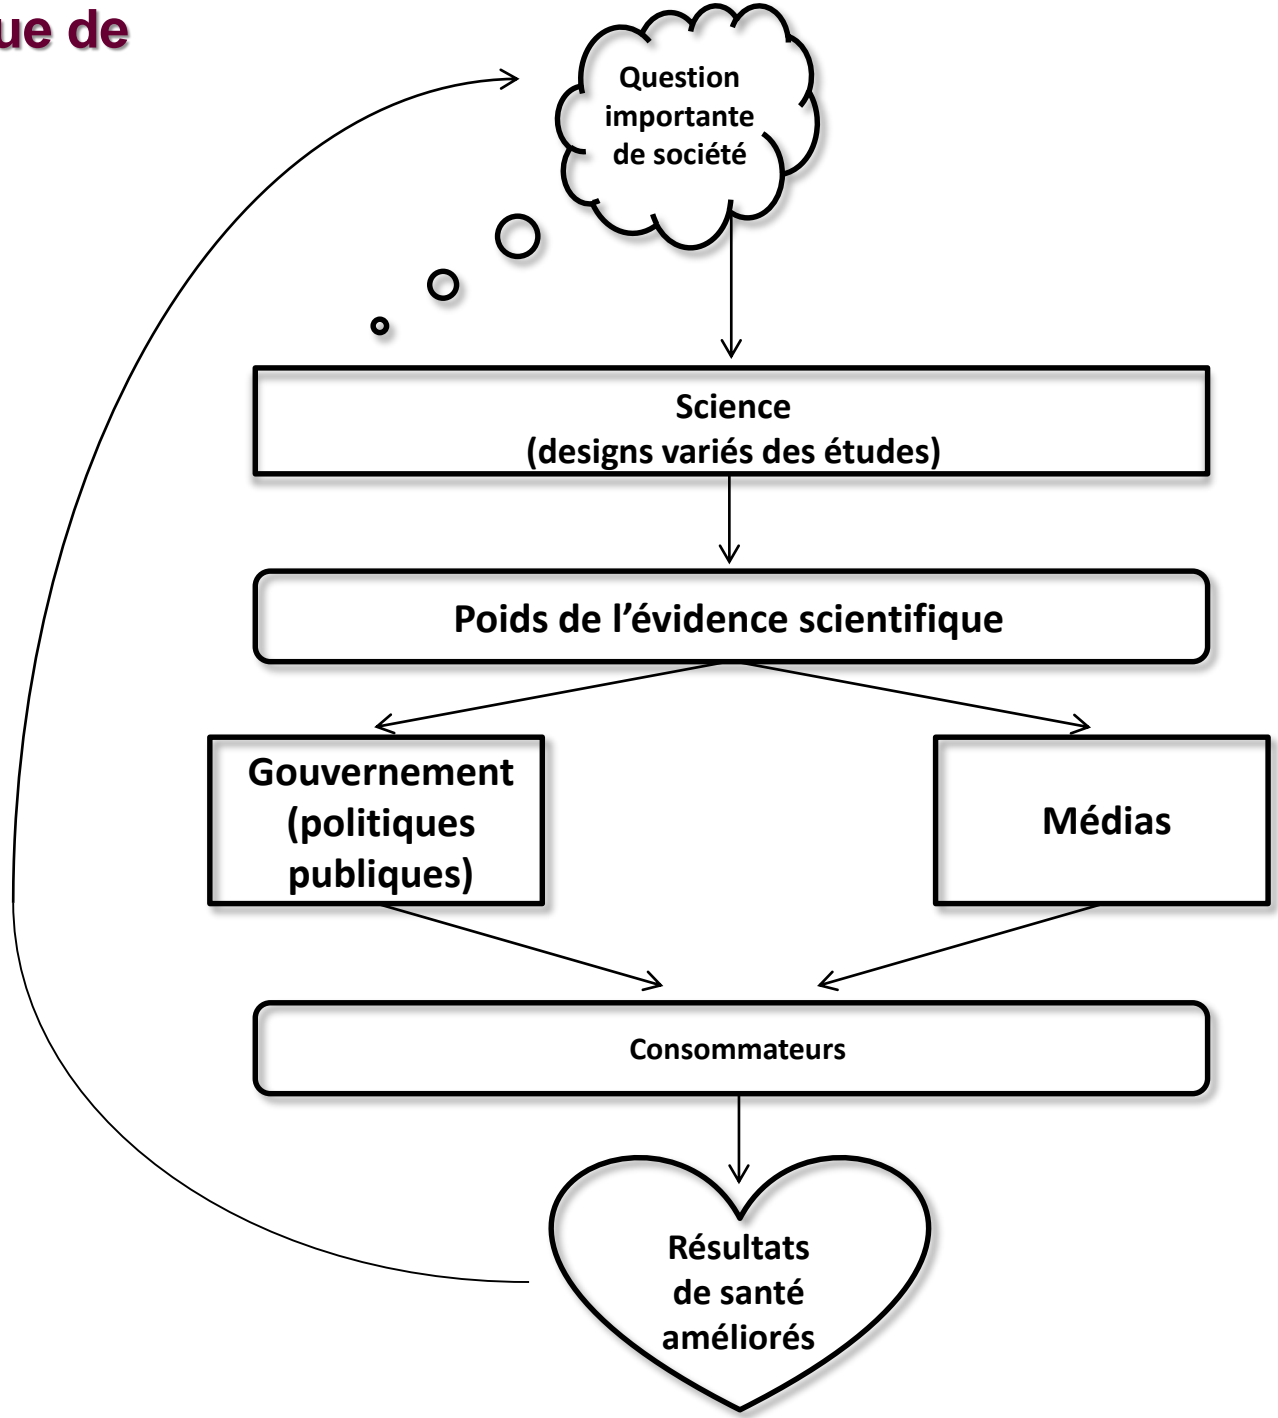 de
Question
importante
de société
Science
(designs variés des études)
Poids de l’évidence scientifique
Gouvernement
(politiques
publiques)
Médias
Consommateurs
Résultats
de santé
améliorés